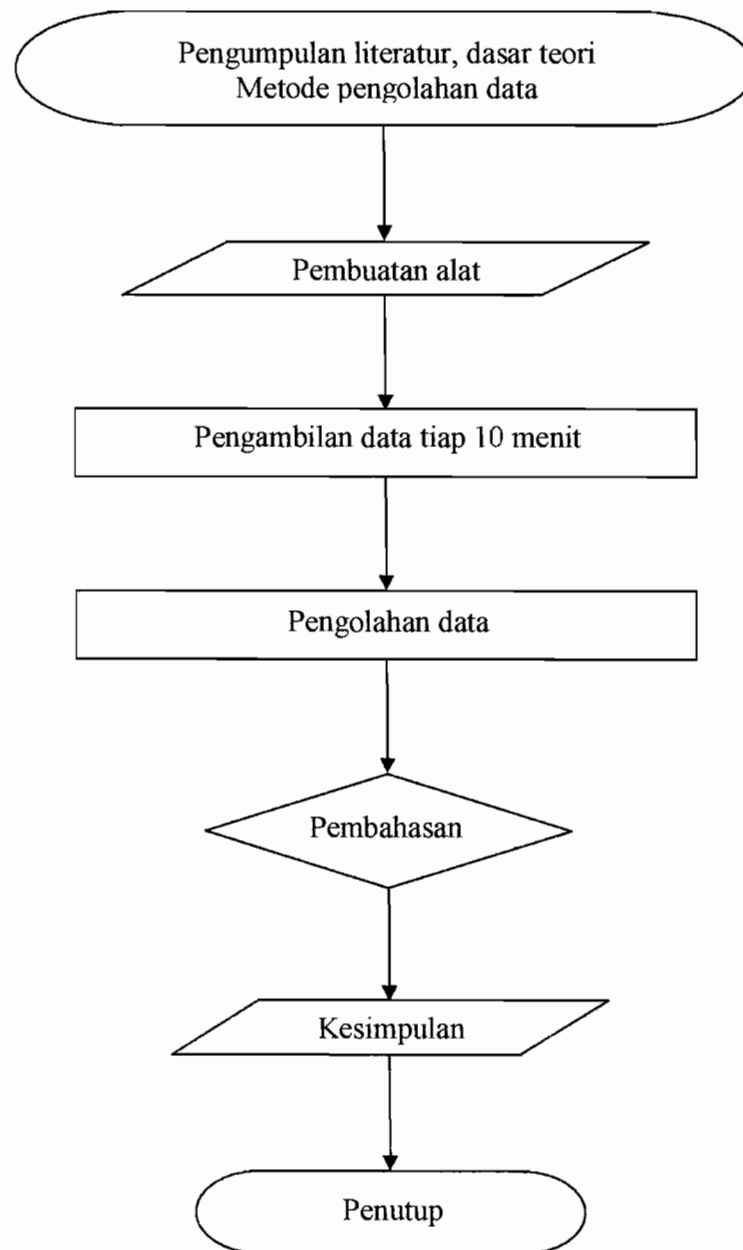 Pengumpulan literatur, dasar teori
Metode pengolahan data
Pembuatan alat
Pengambilan data tiap 10 menit
Pengolahan data
Pembahasan
Kesimpulan
Penutup